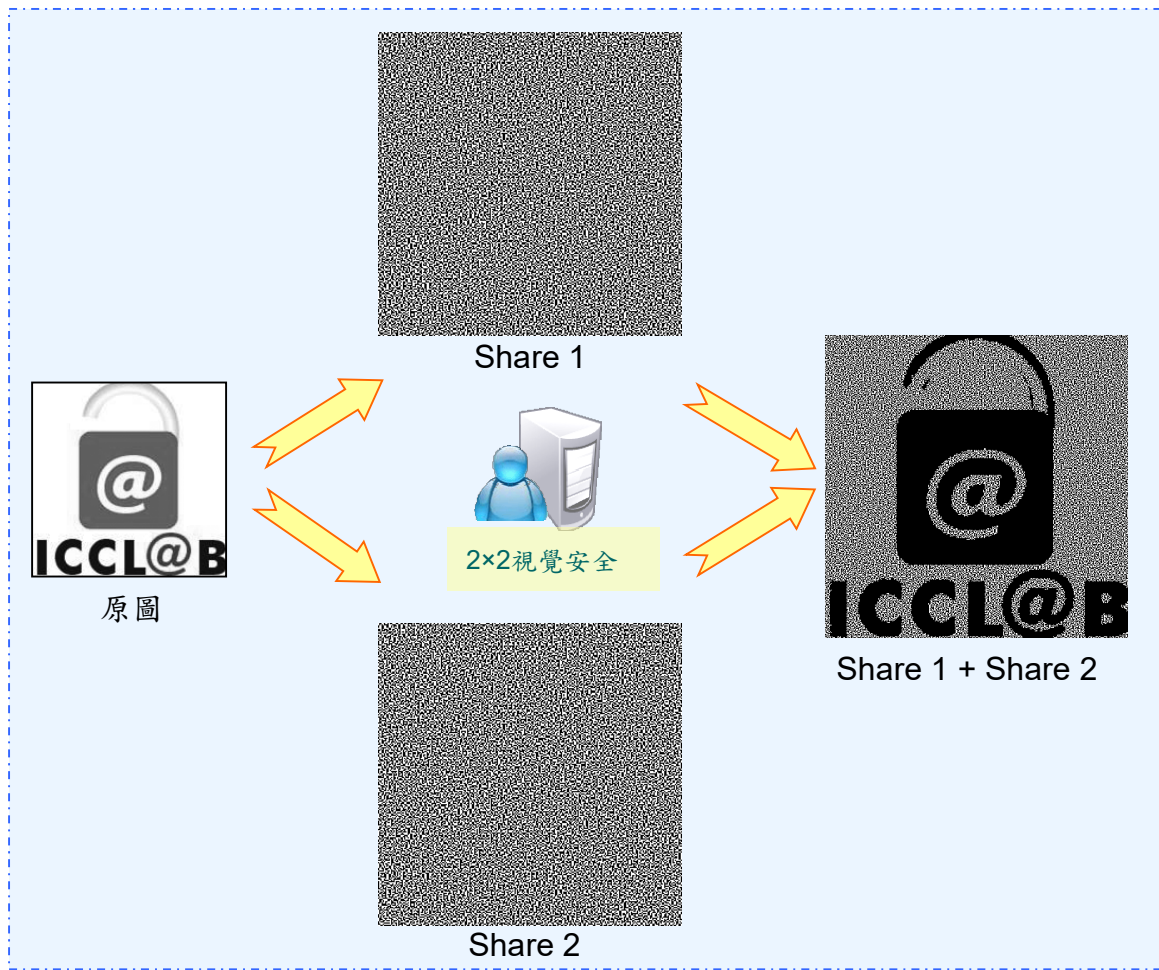 Share 1
@
ICCL@B
原圖
2×2視覺安全
@
ICCL@B
Share 1 + Share 2
Share 2